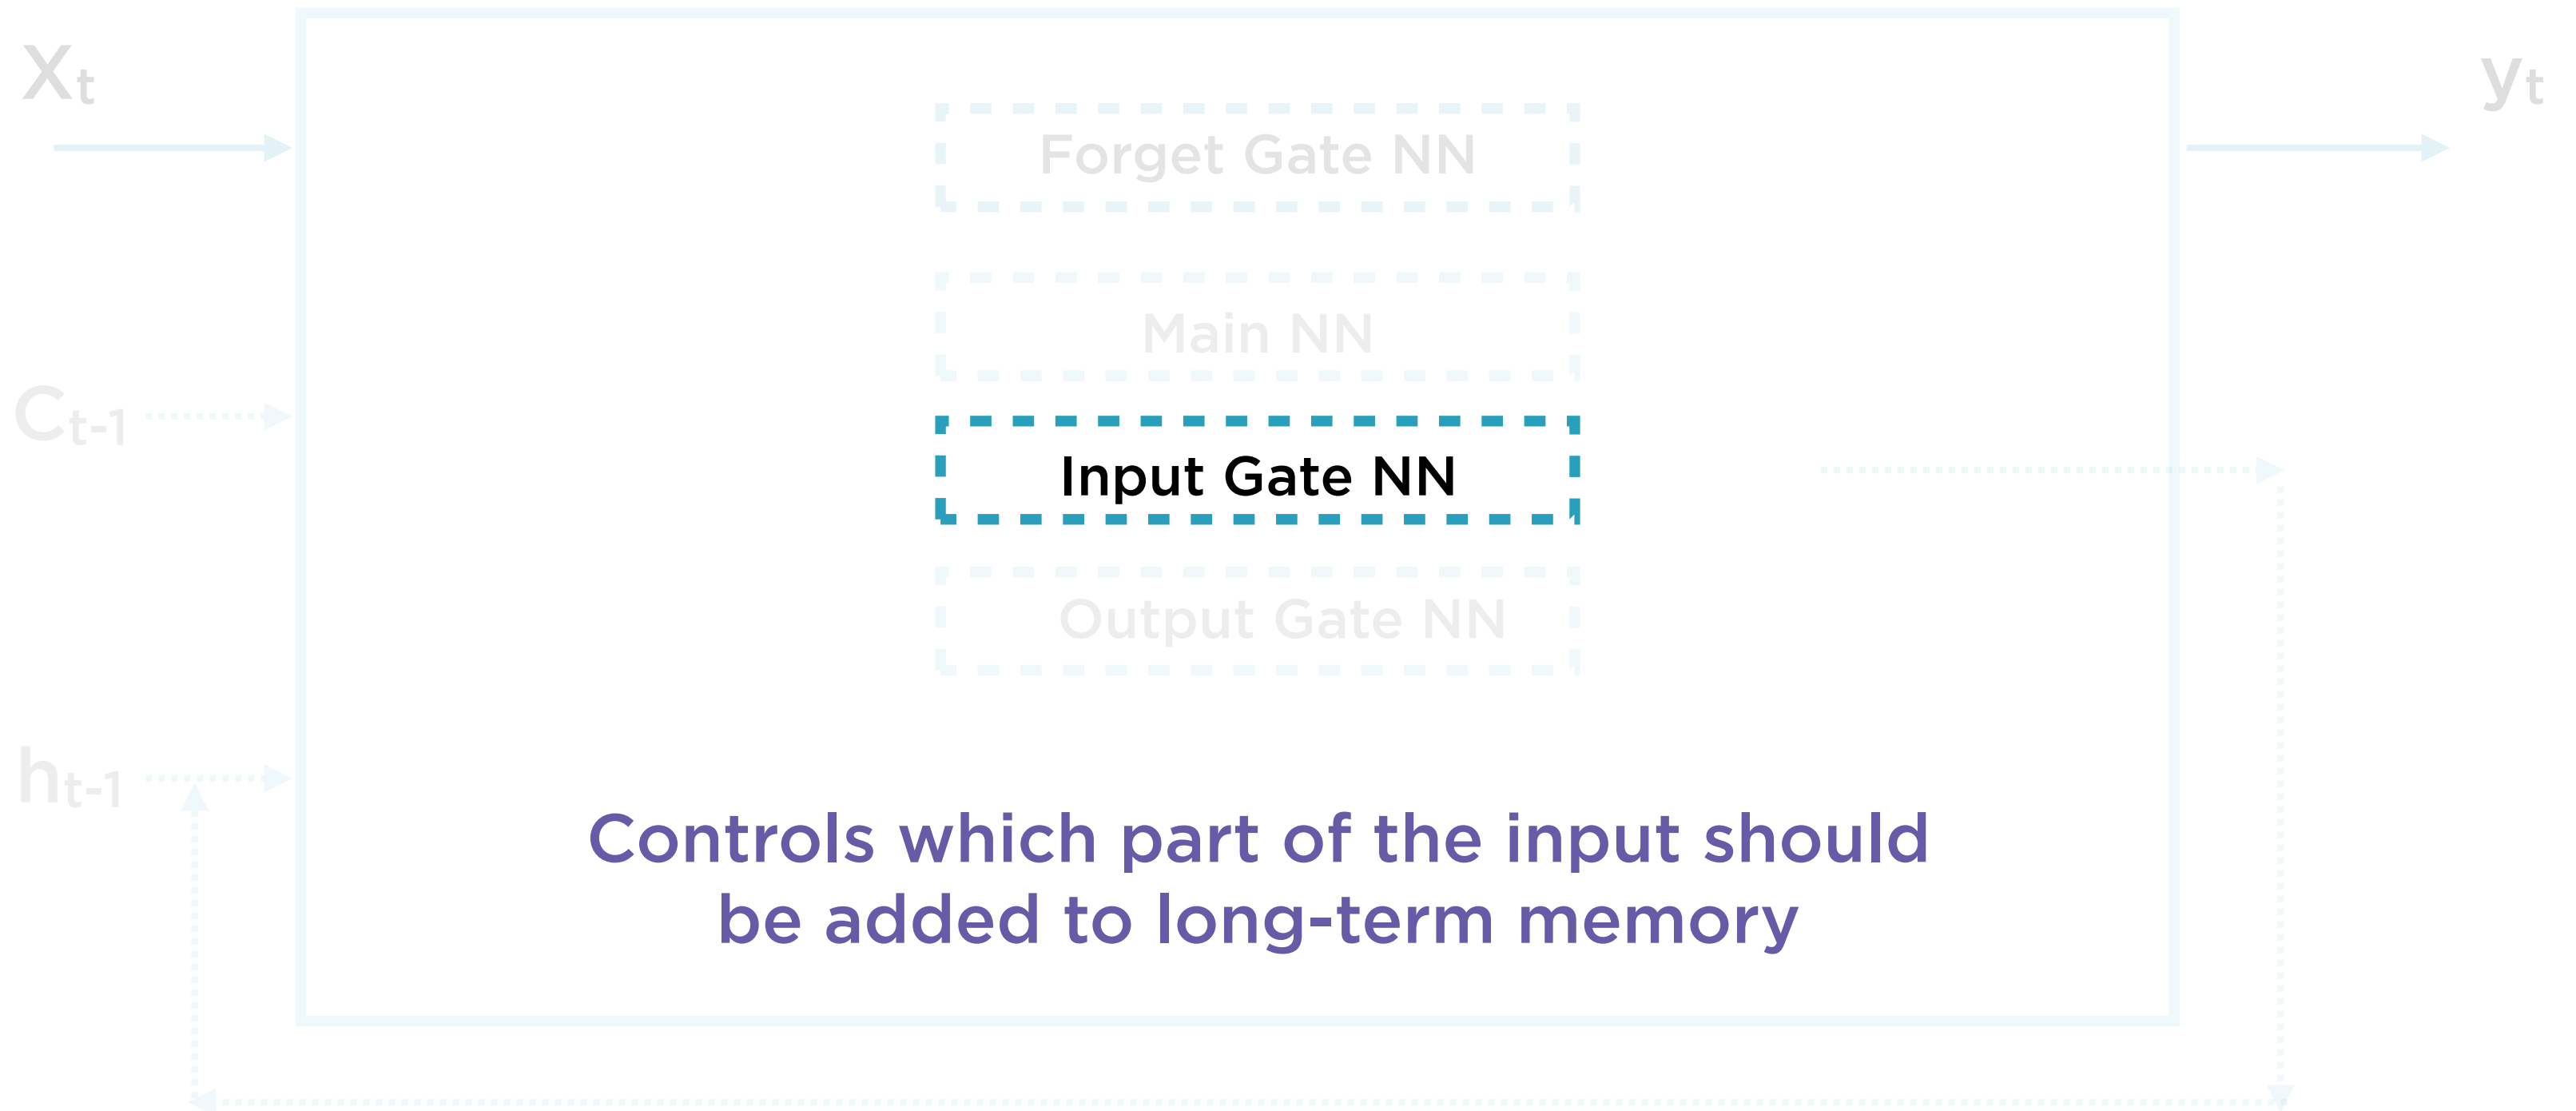 Xt
yt
Forget Gate NN
Main NN
Ct-1
Input Gate NN
Output Gate NN
ht-1
Controls which part of the input should
be added to long-term memory